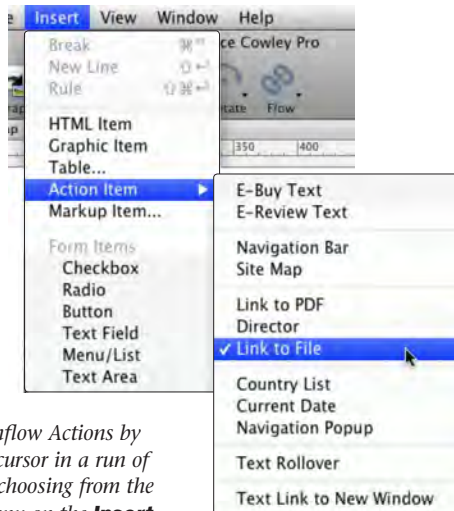 Insert View Window Help
Break
New Line
Rule
ce Cowley Pro
tate Flow
350 400
HTML Item
Graphic Item
Table...
Action Item
Markup Item...
Form Items
Checkbox
Radio
Button
Text Field
Menu/List
Text Area
E-Buy Text
E-Review Text
Navigation Bar
Site Map
Link to PDF
Director
✓ Link to File
Country List
Current Date
Navigation Popup
Text Rollover
Text Link to New Window
nflow Actions by
cursor in a run of
choosing from the
on the Insert